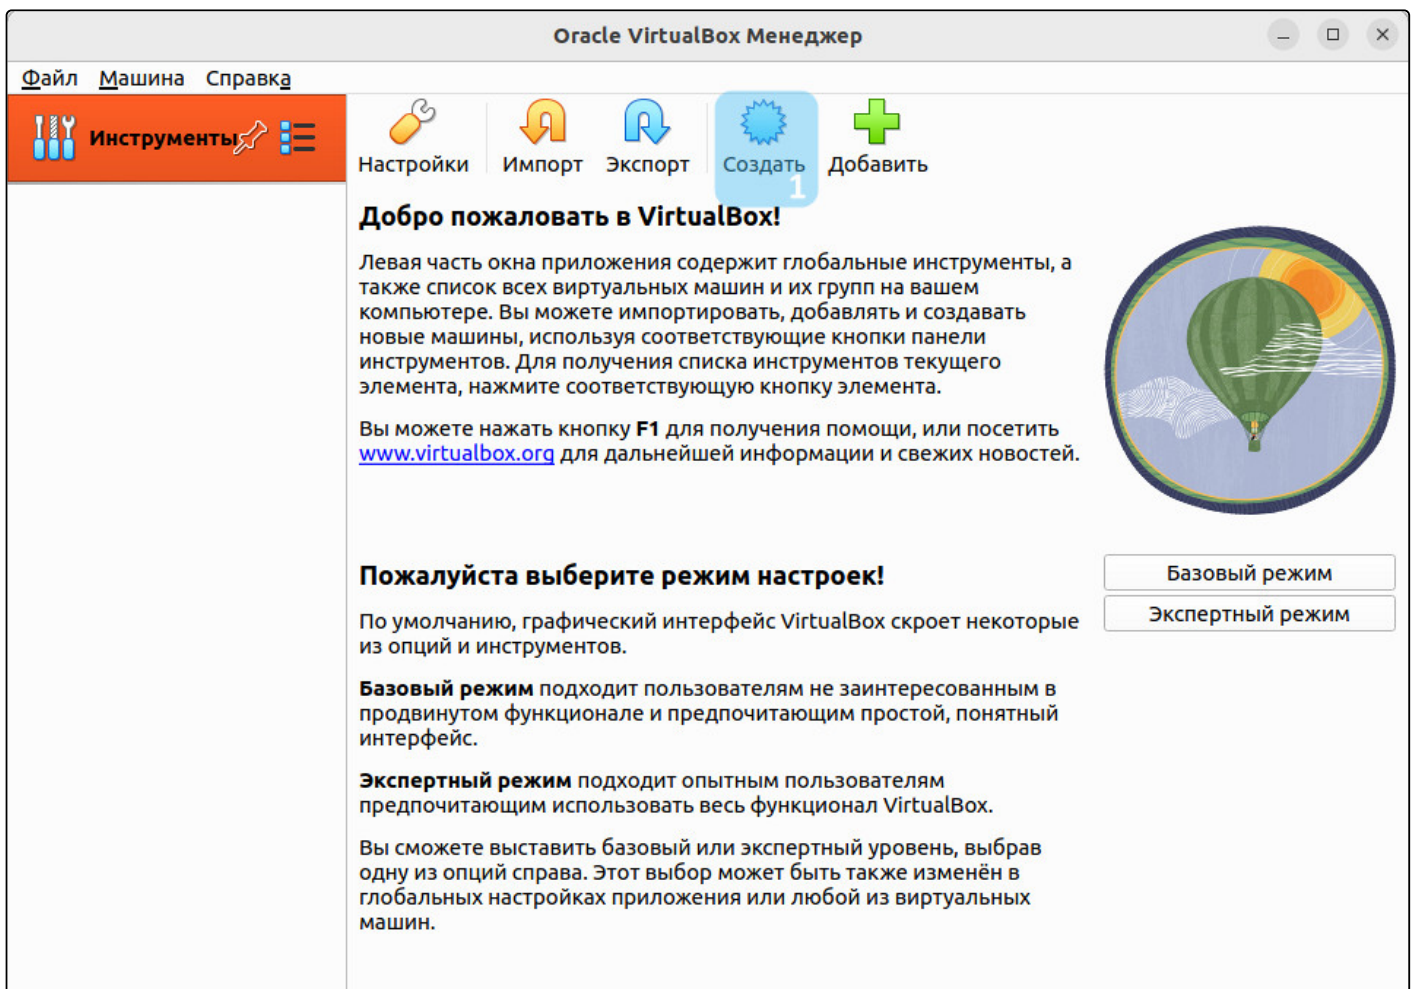 Oracle VirtualBox Менеджер
Файл Машина Справка
Инструменты
Настройки Импорт Экспорт Создать Добавить
1
Добро пожаловать в VirtualBox!
Левая часть окна приложения содержит глобальные инструменты, а
также список всех виртуальных машин и их групп на вашем
компьютере. Вы можете импортировать, добавлять и создавать
новые машины, используя соответствующие кнопки панели
инструментов. Для получения списка инструментов текущего
элемента, нажмите соответствующую кнопку элемента.
Вы можете нажать кнопку F1 для получения помощи, или посетить
www.virtualbox.org для дальнейшей информации и свежих новостей.
Пожалуйста выберите режим настроек!
По умолчанию, графический интерфейс VirtualBox скроет некоторые
из опций и инструментов.
Базовый режим подходит пользователям не заинтересованным в
продвинутом функционале и предпочитающим простой, понятный
интерфейс.
Экспертный режим подходит опытным пользователям
предпочитающим использовать весь функционал VirtualBox.
Вы сможете выставить базовый или экспертный уровень, выбрав
одну из опций справа. Этот выбор может быть также изменён в
глобальных настройках приложения или любой из виртуальных
машин.
Базовый режим
Экспертный режим